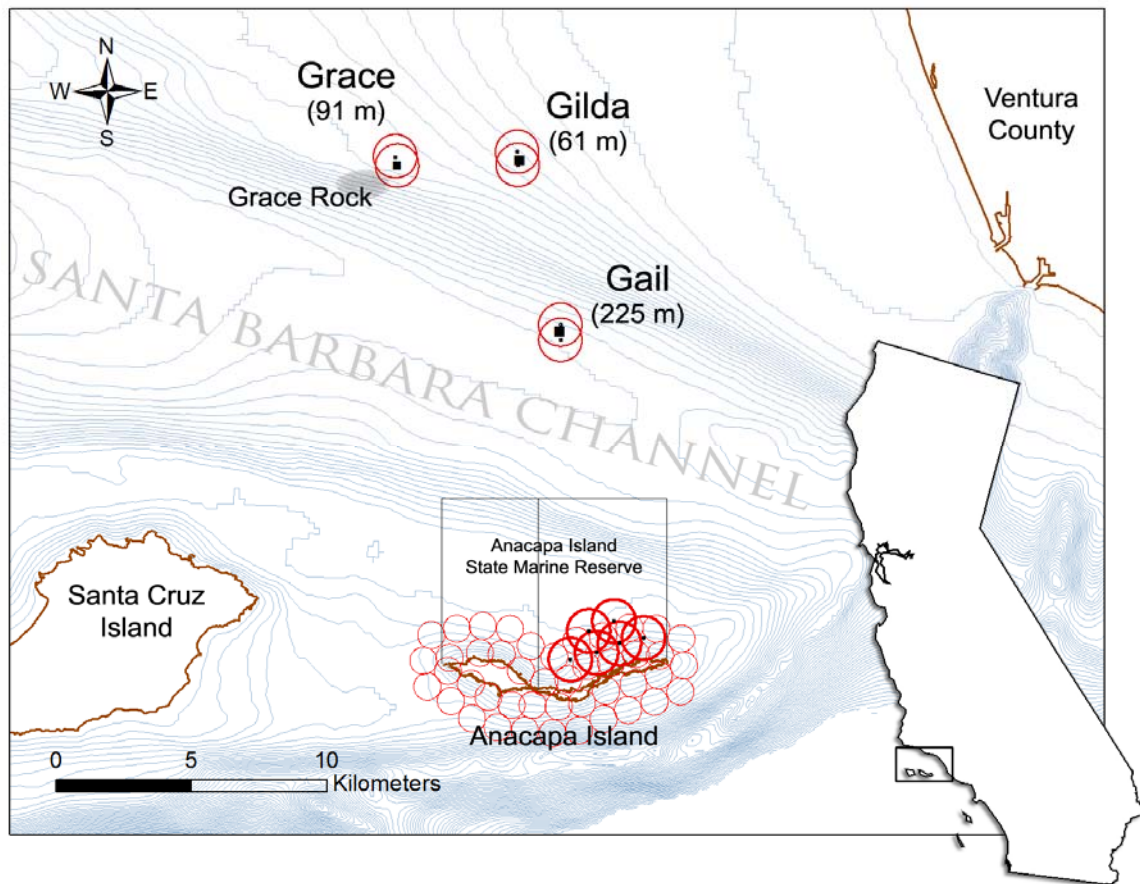 N
W E
S
Grace
(91 m)
Gilda
(61 m)
Ventura
County
Grace Rock
Gail
(225 m)
SANTA BARBARA CHANNEL
Anacapa Island
State Marine Reserve
Santa Cruz
Island
Anacapa Island
0 5 10
Kilometers